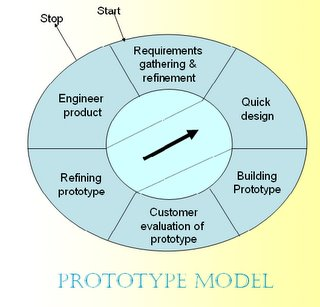 Stop
Start
Requirements
gathering &
refinement
Quick
design
Building
Prototype
Customer
evaluation of
prototype
Refining
prototype
Engineer
product
PROTOTYPE MODEL